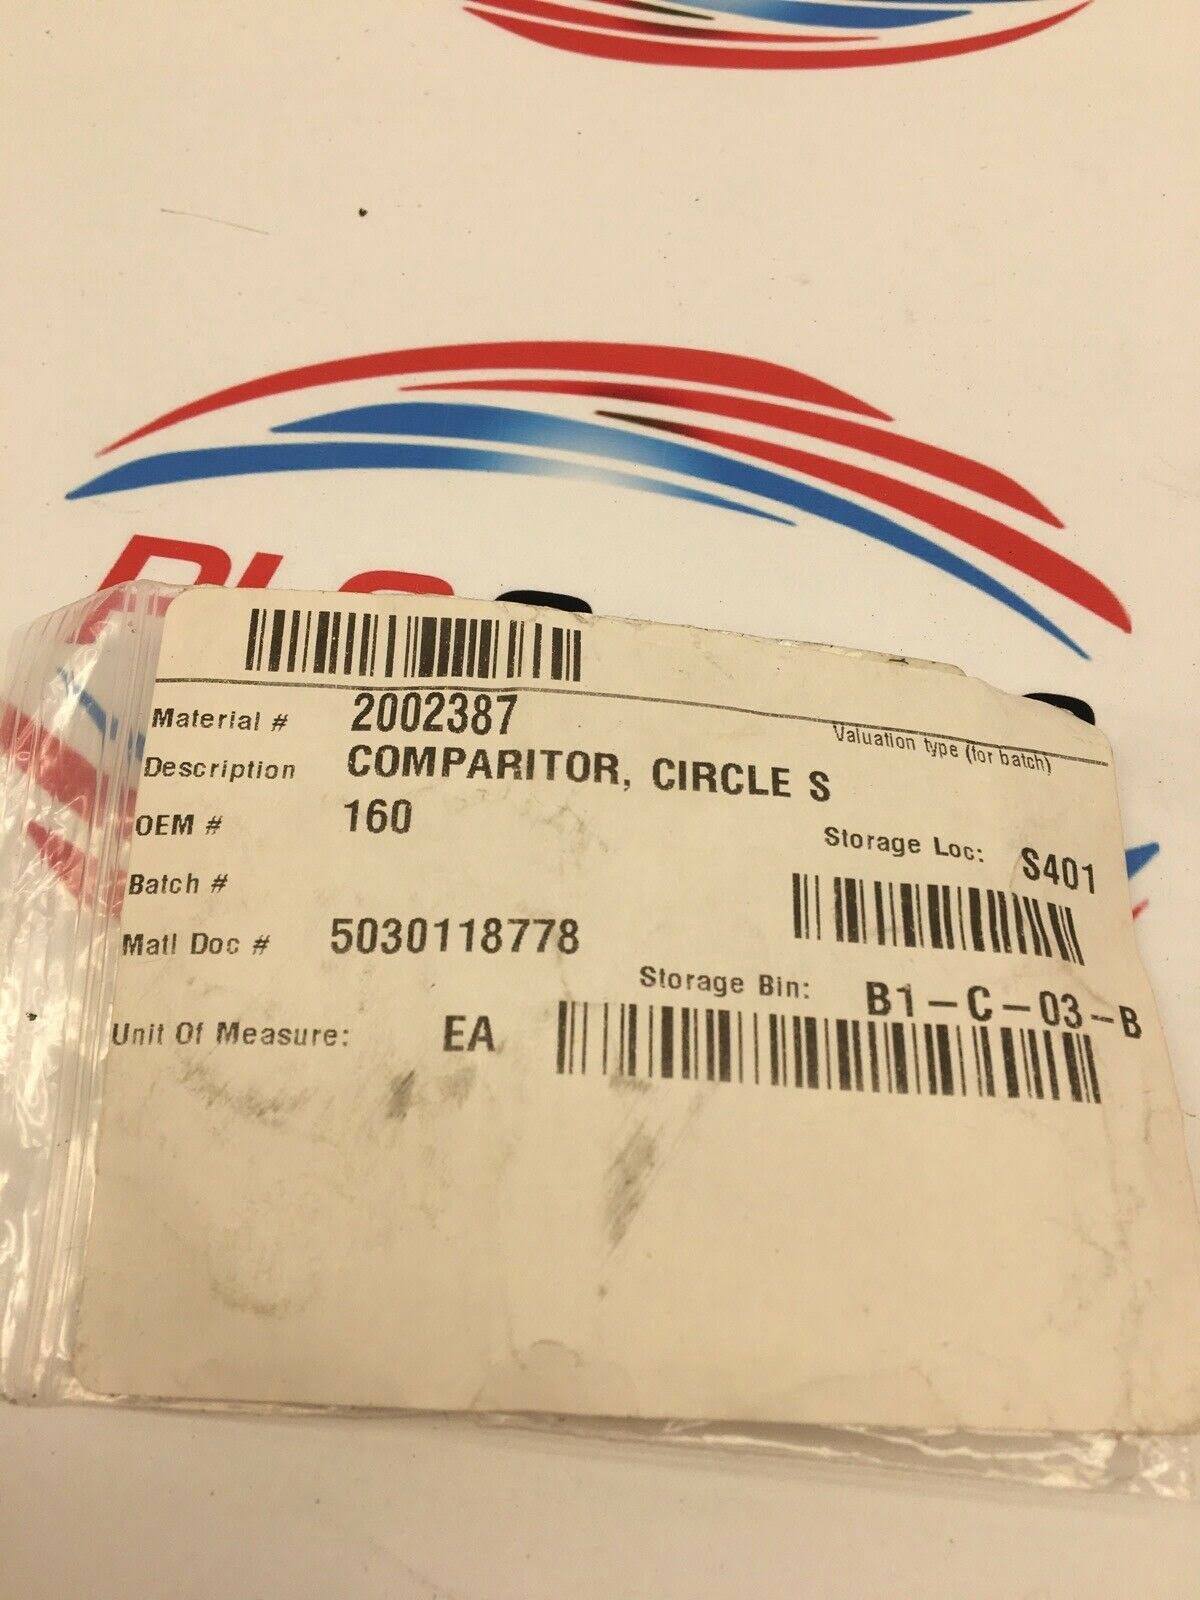 Material # 2002387
Valuation type (for batch)
Description COMPARITOR, CIRCLE S
OEM # 160
Storage Loc: S401
Batch #
Matl Doc # 5030118778
Storage Bin: B1-C-03-B
Unit Of Measure: EA